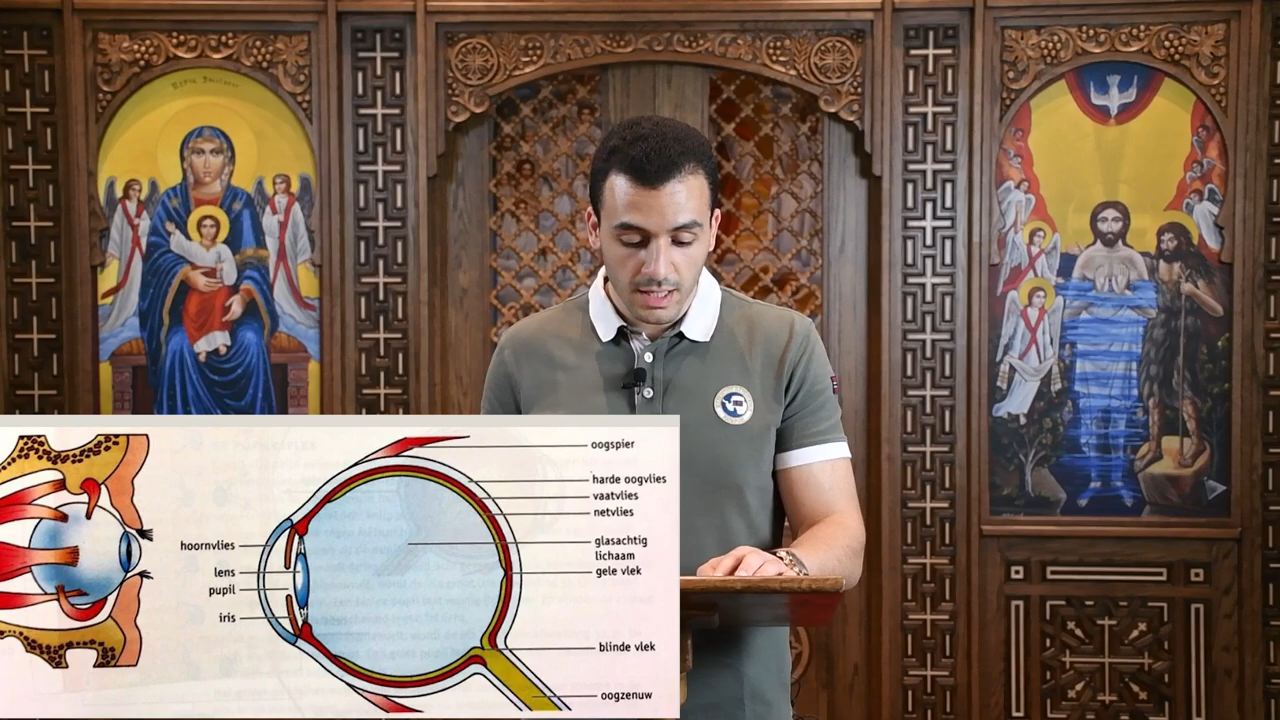 oogspier
harde oogvlies
vaatvlies
netvlies
glasachtig
lichaam
gele vlek
blinde vlek
oogzenuw
hoornvlies
lens
pupil
iris